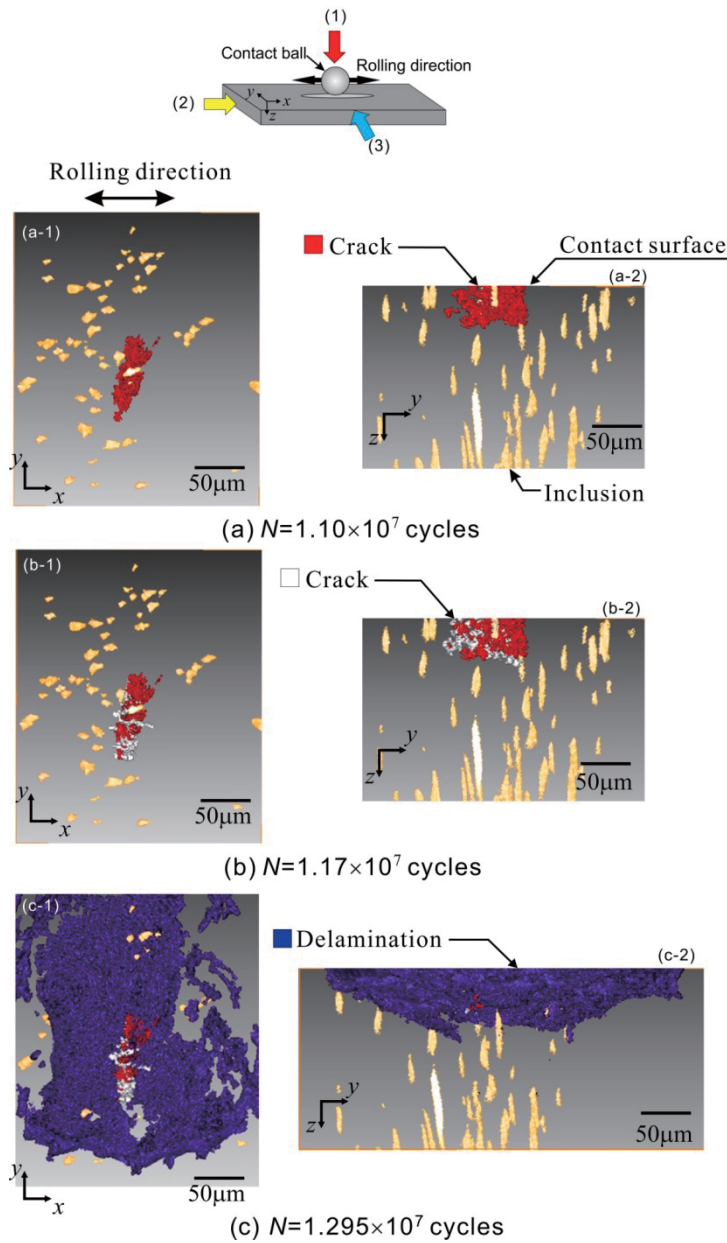 (1)
Contact ball
Rolling direction
y
x
z
(2)
(3)
Rolling direction
(a-1)
y
x
50μm
Crack
Contact surface
(a-2)
y
z
50μm
Inclusion
(a) N=1.10×10⁷ cycles
(b-1)
y
x
50μm
Crack
(b-2)
y
z
50μm
(b) N=1.17×10⁷ cycles
(c-1)
y
x
50μm
Delamination
(c-2)
y
z
50μm
(c) N=1.295×10⁷ cycles